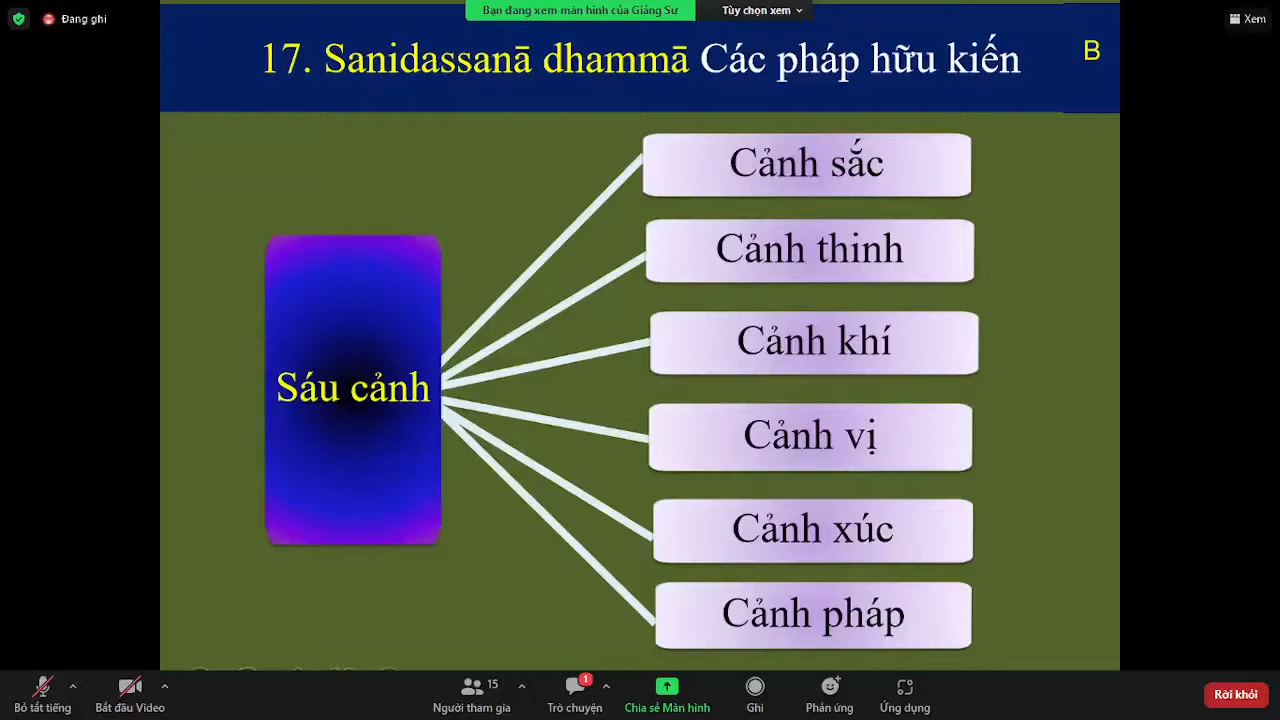 Đang ghi
Bạn đang xem màn hình của Giảng Sư
Tùy chọn xem
Xem
17. Sanidassanā dhammā Các pháp hữu kiến
B
Sáu cảnh
Cảnh sắc
Cảnh thinh
Cảnh khí
Cảnh vị
Cảnh xúc
Cảnh pháp
Bỏ tắt tiếng
Bắt đầu Video
15
Người tham gia
1
Trò chuyện
Chia sẻ Màn hình
Ghi
Phản ứng
Ứng dụng
Rời khỏi